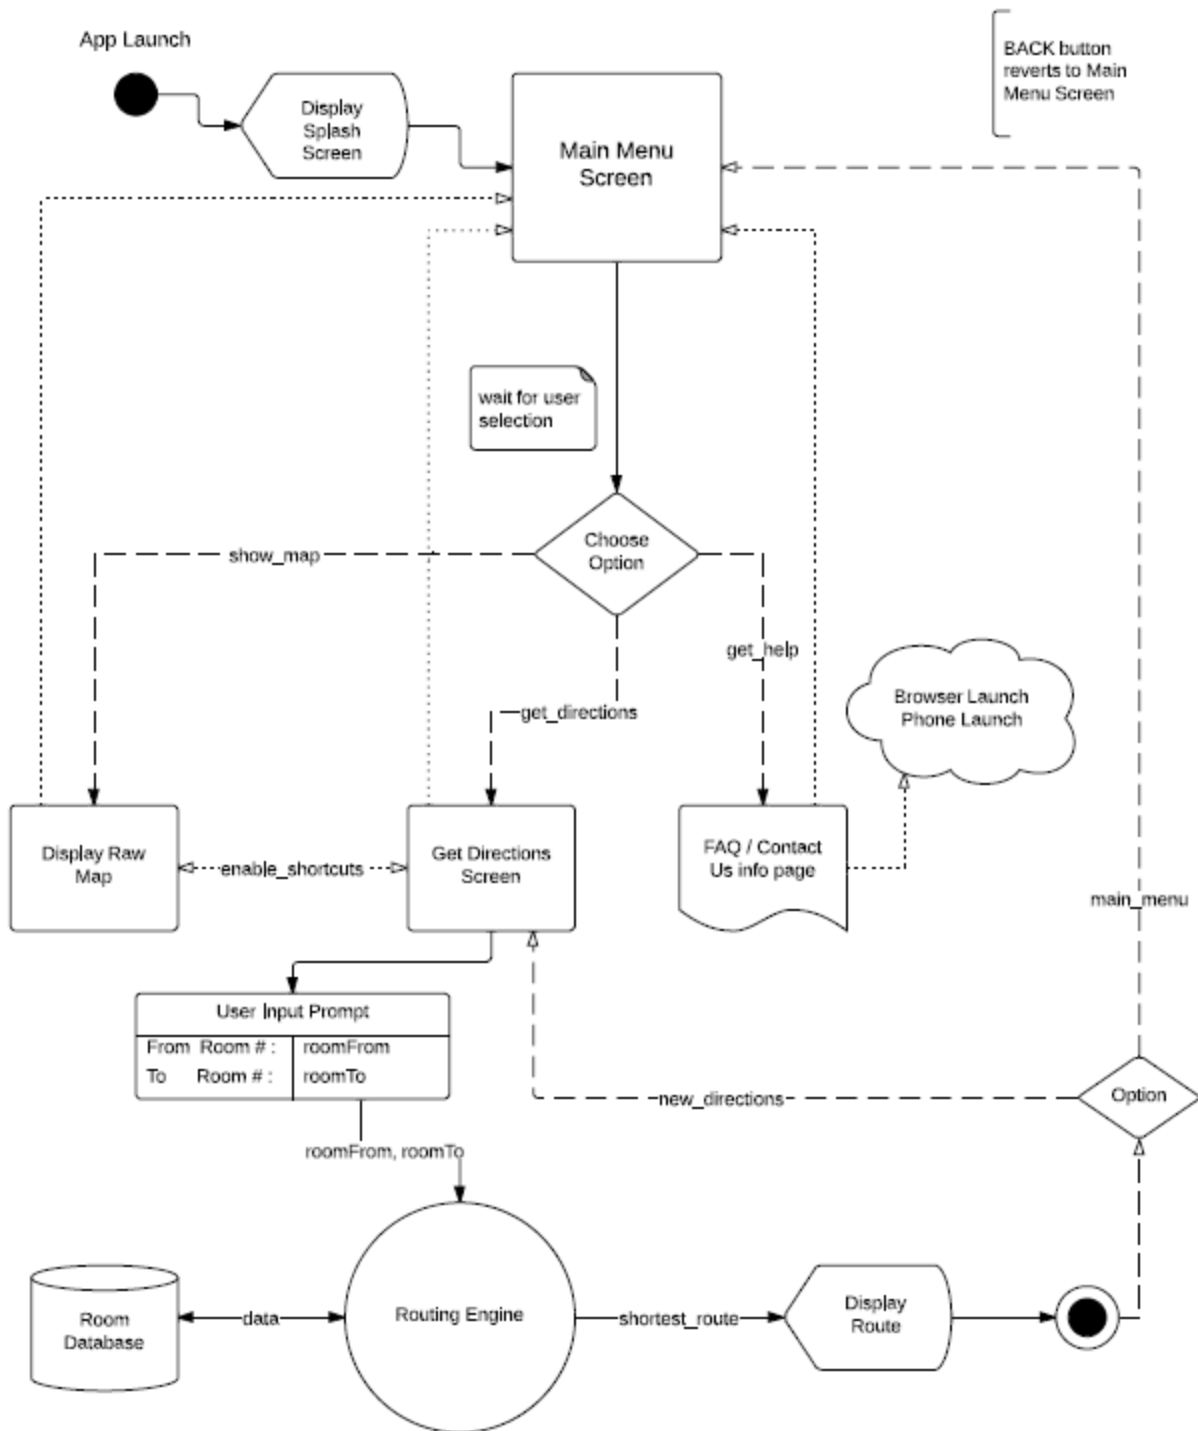 App Launch
BACK button
reverts to Main
Menu Screen
Display
Splash
Screen
Main Menu
Screen
wait for user
selection
Choose
Option
show_map
get_help
get_directions
Browser Launch
Phone Launch
Display Raw
Map
enable_shortcuts
Get Directions
Screen
FAQ / Contact
Us info page
main_menu
User Input Prompt
From Room # : roomFrom
To Room # : roomTo
new_directions
Option
roomFrom, roomTo
Room
Database
data
Routing Engine
shortest_route
Display
Route